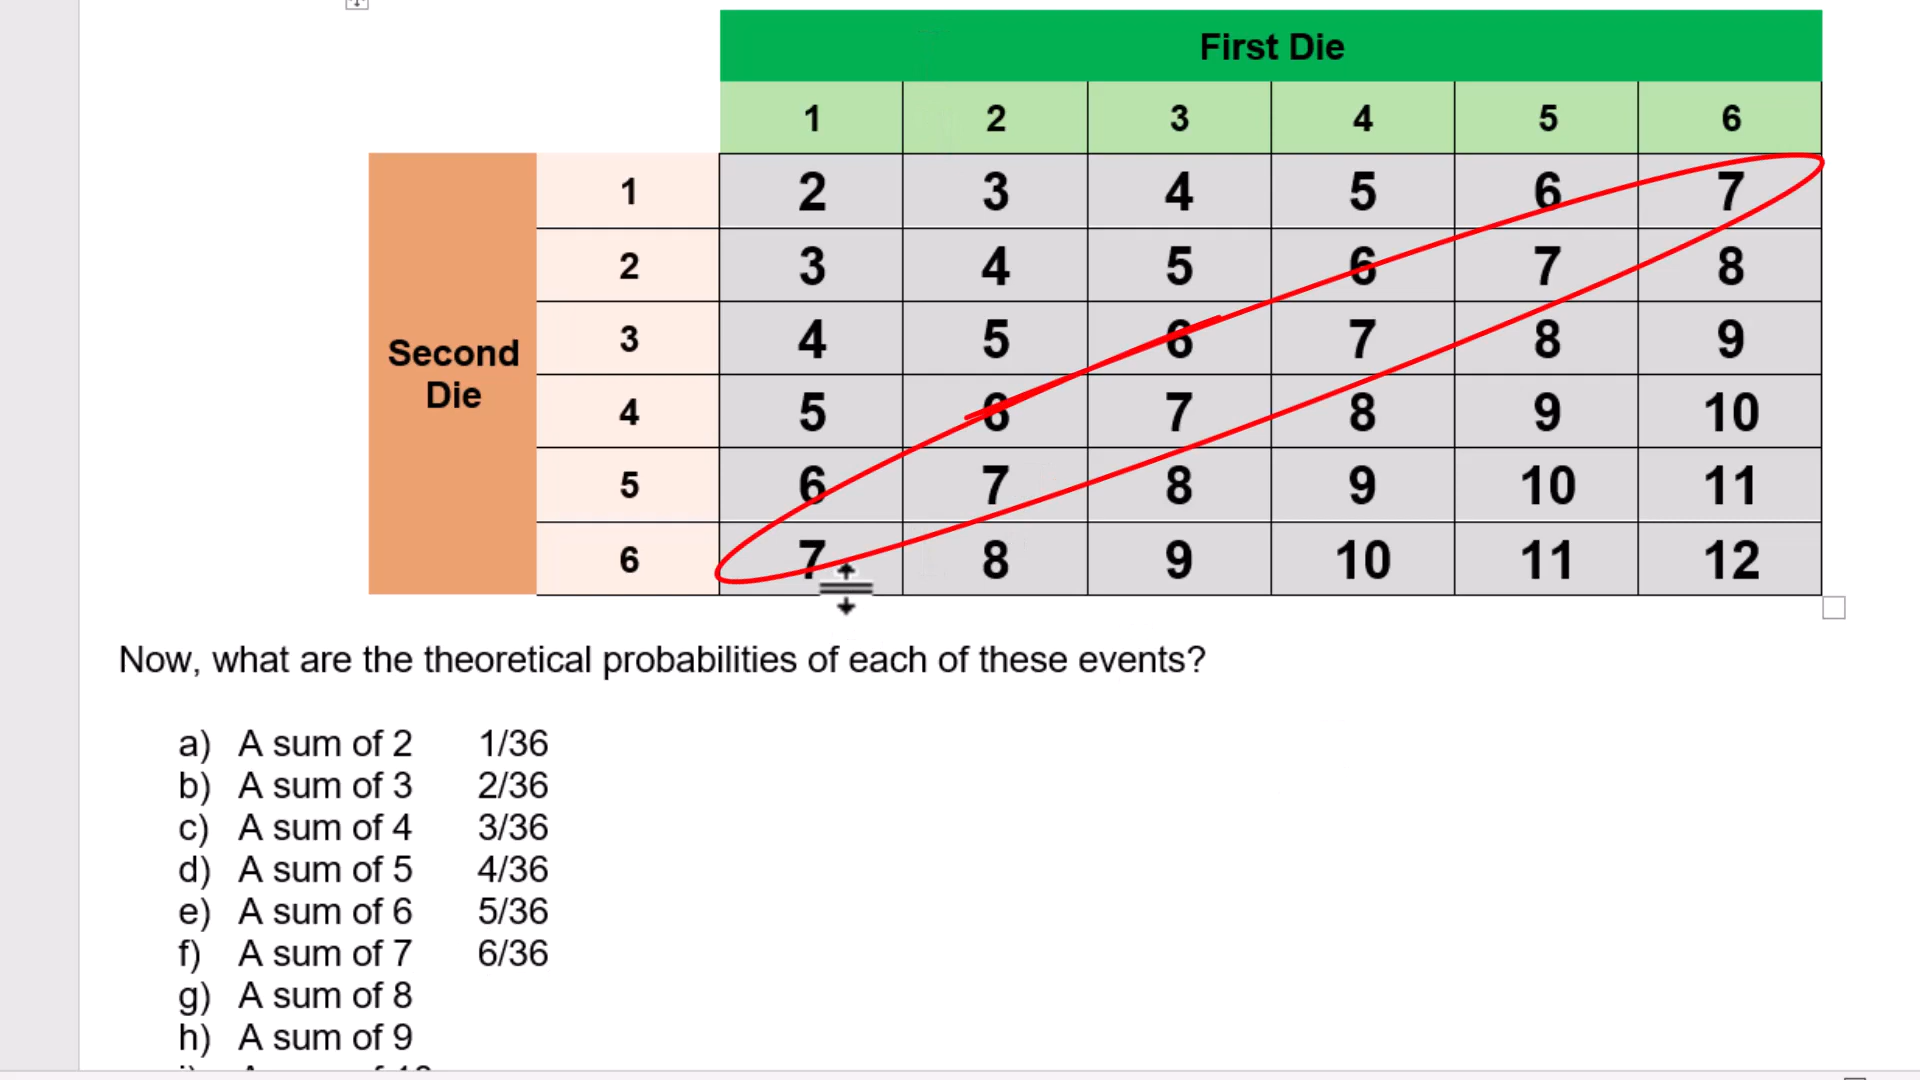 First Die
1 2 3 4 5 6
1 2 3 4 5 6 7
2 3 4 5 6 7 8
Second Die
3 4 5 6 7 8 9
4 5 6 7 8 9 10
5 6 7 8 9 10 11
6 7 8 9 10 11 12
Now, what are the theoretical probabilities of each of these events?
a) A sum of 2 1/36
b) A sum of 3 2/36
c) A sum of 4 3/36
d) A sum of 5 4/36
e) A sum of 6 5/36
f) A sum of 7 6/36
g) A sum of 8
h) A sum of 9